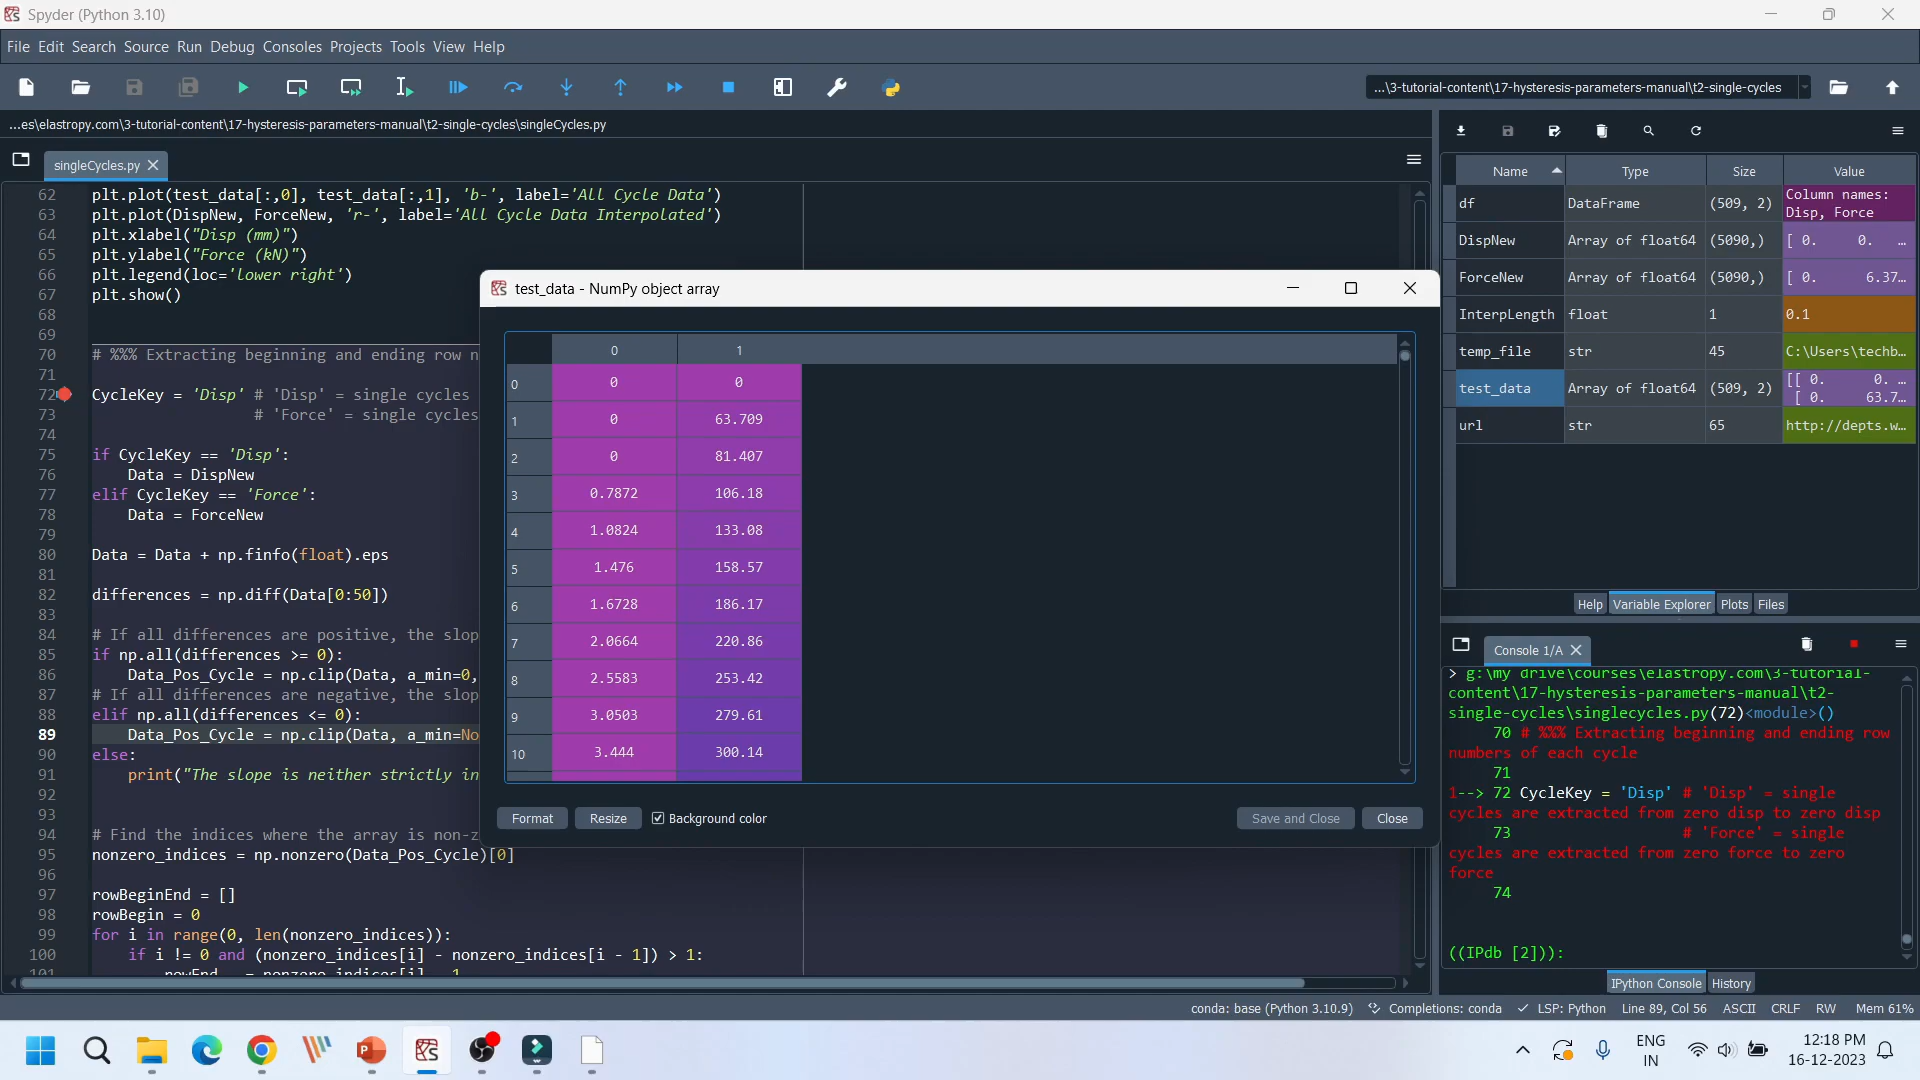 Spyder (Python 3.10)
File Edit Search Source Run Debug Consoles Projects Tools View Help
...\3-tutorial-content\17-hysteresis-parameters-manual\t2-single-cycles
...es\elastropy.com\3-tutorial-content\17-hysteresis-parameters-manual\t2-single-cycles\singleCycles.py
singleCycles.py
62 plt.plot(test_data[:,0], test_data[:,1], 'b-', label='All Cycle Data')
63 plt.plot(DispNew, ForceNew, 'r-', label='All Cycle Data Interpolated')
64 plt.xlabel("Disp (mm)")
65 plt.ylabel("Force (kN)")
66 plt.legend(loc='lower right')
67 plt.show()
68
69
70 # %%% Extracting beginning and ending row n
71
72 CycleKey = 'Disp' # 'Disp' = single cycles
73 # 'Force' = single cycles
74
75 if CycleKey == 'Disp':
76 Data = DispNew
77 elif CycleKey == 'Force':
78 Data = ForceNew
79
80 Data = Data + np.finfo(float).eps
81
82 differences = np.diff(Data[0:50])
83
84 # If all differences are positive, the slop
85 if np.all(differences >= 0):
86 Data_Pos_Cycle = np.clip(Data, a_min=0,
87 # If all differences are negative, the slop
88 elif np.all(differences <= 0):
89 Data_Pos_Cycle = np.clip(Data, a_min=No
90 else:
91 print("The slope is neither strictly in
92
93
94 # Find the indices where the array is non-z
95 nonzero_indices = np.nonzero(Data_Pos_Cycle)[0]
96
97 rowBeginEnd = []
98 rowBegin = 0
99 for i in range(0, len(nonzero_indices)):
100 if i != 0 and (nonzero_indices[i] - nonzero_indices[i - 1]) > 1:
test_data - NumPy object array
0 1
0 0 0
1 0 63.709
2 0 81.407
3 0.7872 106.18
4 1.0824 133.08
5 1.476 158.57
6 1.6728 186.17
7 2.0664 220.86
8 2.5583 253.42
9 3.0503 279.61
10 3.444 300.14
Format Resize Background color Save and Close Close
Name Type Size Value
df DataFrame (509, 2) Column names:
Disp, Force
DispNew Array of float64 (5090,) [ 0. 0. ...
ForceNew Array of float64 (5090,) [ 0. 6.37...
InterpLength float 1 0.1
temp_file str 45 C:\Users\techb...
test_data Array of float64 (509, 2) [[ 0. 0. ...
[ 0. 63.7...
url str 65 http://depts.w...
Help Variable Explorer Plots Files
Console 1/A
> g:\my drive\courses\elastropy.com\3-tutorial-
content\17-hysteresis-parameters-manual\t2-
single-cycles\singlecycles.py(72)<module>()
70 # %%% Extracting beginning and ending row
numbers of each cycle
71
1--> 72 CycleKey = 'Disp' # 'Disp' = single
cycles are extracted from zero disp to zero disp
73 # 'Force' = single
cycles are extracted from zero force to zero
force
74
((IPdb [2])):
IPython Console History
conda: base (Python 3.10.9) Completions: conda LSP: Python Line 89, Col 56 ASCII CRLF RW Mem 61%
ENG
IN
12:18 PM
16-12-2023